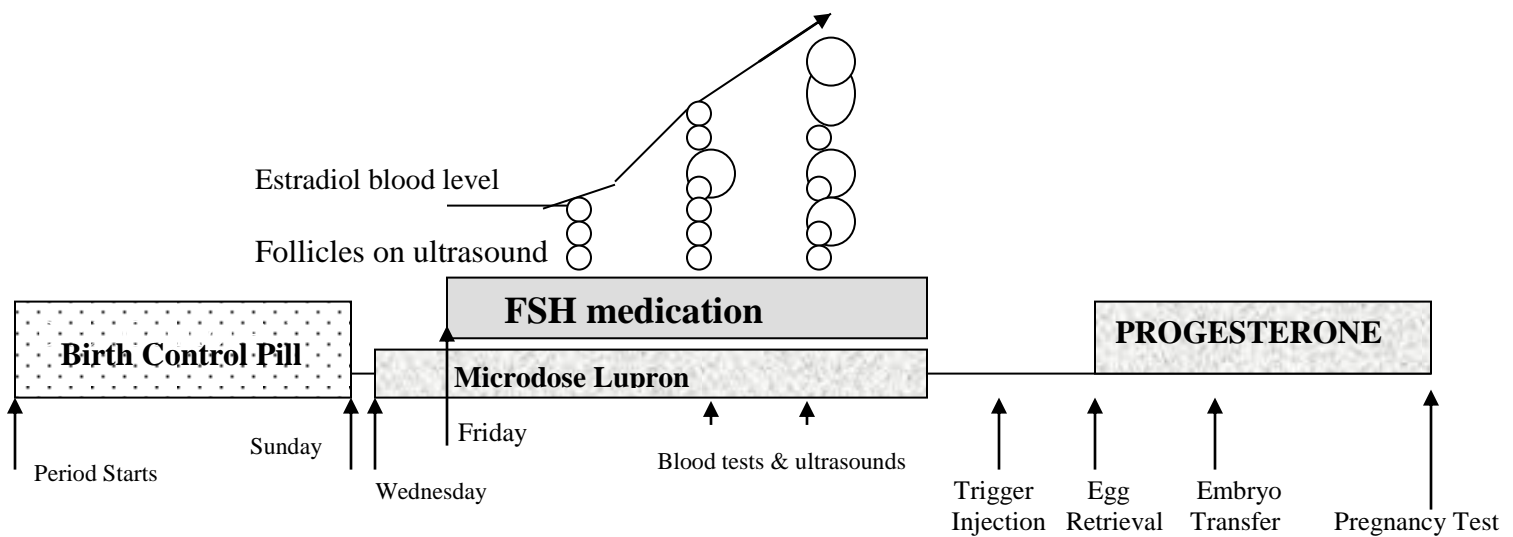 Estradiol blood level
Follicles on ultrasound
FSH medication
PROGESTERONE
Birth Control Pill
Microdose Lupron
Friday
Sunday
Period Starts
Wednesday
Blood tests & ultrasounds
Trigger
Injection
Egg
Retrieval
Embryo
Transfer
Pregnancy Test